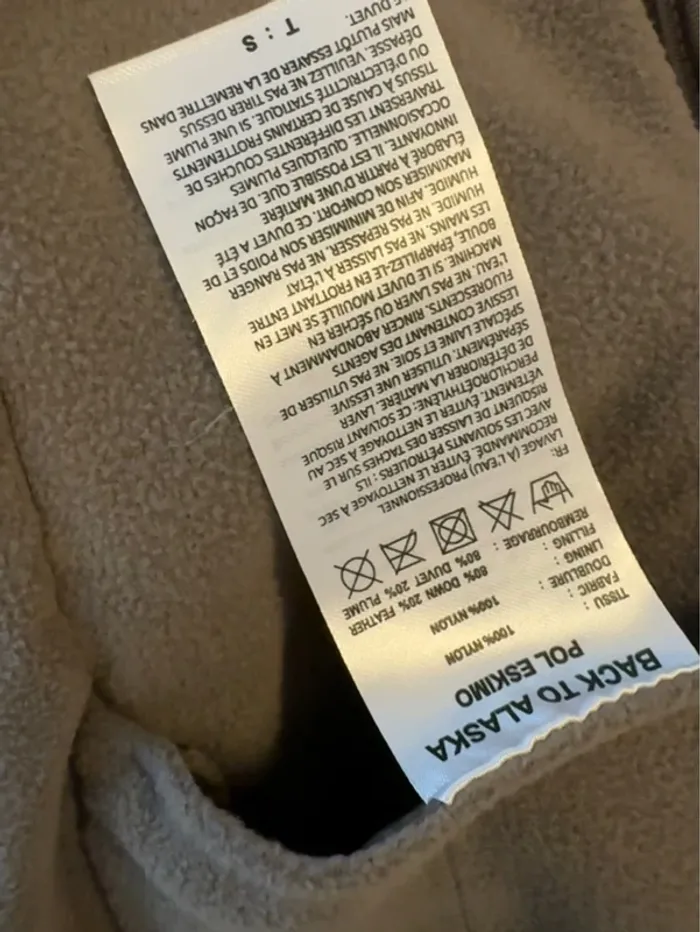 BACK TO ALASKA
POL ESKIMO
TISSU :
FABRIC : 100% NYLON
DOUBLURE :
LINING : 100% NYLON
FILLING : 80% DOWN 20% FEATHER
REMBOURRAGE : 80% DUVET 20% PLUME
FR:
LAVAGE (À L'EAU) PROFESSIONNEL
RECOMMANDÉ. ÉVITER LE NETTOYAGE À SEC
AVEC LES SOLVANTS PÉTROLIERS : ILS
RISQUENT DE LAISSER DES TACHES SUR LE
VÊTEMENT. ÉVITER LE NETTOYAGE À SEC AU
PERCHLOROÉTHYLÈNE: CE SOLVANT RISQUE
DE DÉTÉRIORER LA MATIÈRE. LAVER
SÉPARÉMENT. UTILISER UNE LESSIVE
SPÉCIALE LAINE ET SOIE, NE PAS UTILISER DE
LESSIVE CONTENANT DES AGENTS
FLUORESCENTS. RINCER ABONDAMMENT À
L'EAU. NE PAS LAVER OU SÉCHER EN
MACHINE. SI LE DUVET MOUILLÉ SE MET EN
BOULE, ÉPARPILLEZ-LE EN FROTTANT ENTRE
LES MAINS. NE PAS LAISSER À L'ÉTAT
HUMIDE. NE PAS REPASSER. NE PAS RANGER
HUMIDE. AFIN DE MINIMISER SON POIDS ET DE
MAXIMISER SON CONFORT, CE DUVET A ÉTÉ
ÉLABORÉ À PARTIR D'UNE MATIÈRE
INNOVANTE. IL EST POSSIBLE QUE, DE FAÇON
OCCASIONNELLE, QUELQUES PLUMES
TRAVERSENT LES DIFFÉRENTES COUCHES DE
TISSUS À CAUSE DE CERTAINS FROTTEMENTS
OU D'ÉLECTRICITÉ STATIQUE. SI UNE PLUME
DÉPASSE, VEUILLEZ NE PAS TIRER DESSUS
MAIS PLUTÔT ESSAYER DE LA REMETTRE DANS
LE DUVET.
T : S